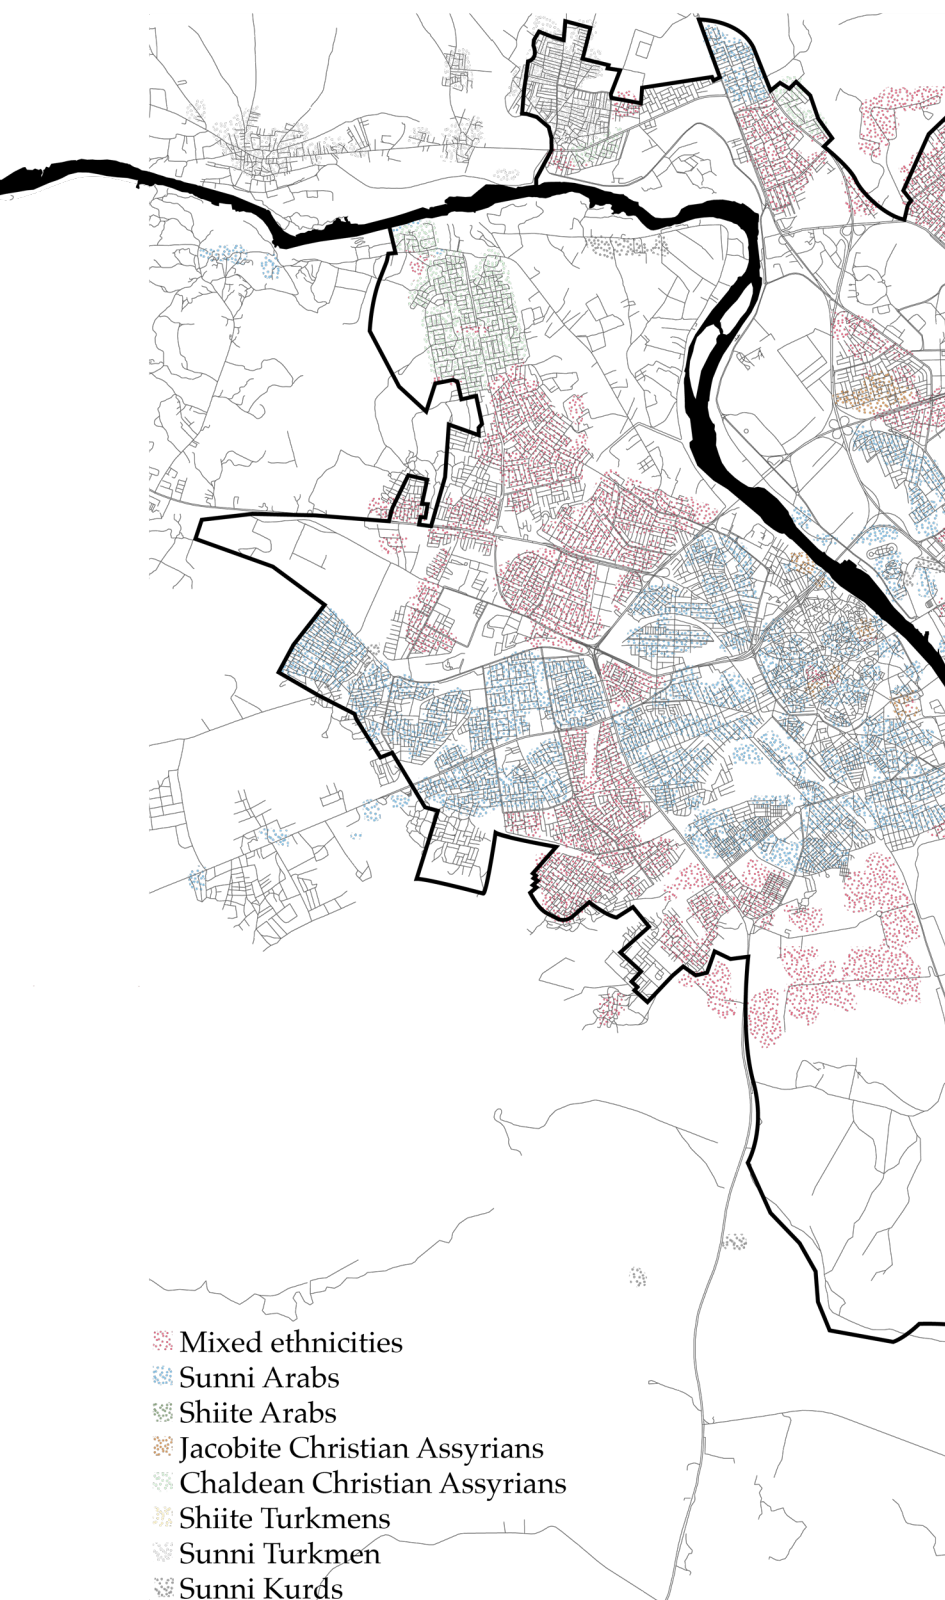 Mixed ethnicities
Sunni Arabs
Shiite Arabs
Jacobite Christian Assyrians
Chaldean Christian Assyrians
Shiite Turkmens
Sunni Turkmen
Sunni Kurds